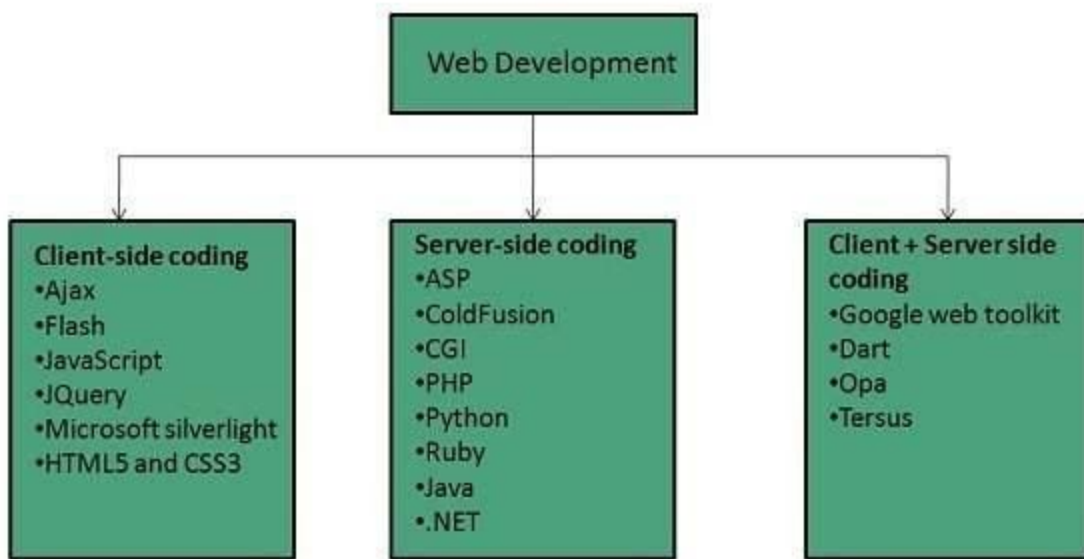 Web Development
Client-side coding
•Ajax
•Flash
•JavaScript
•JQuery
•Microsoft silverlight
•HTML5 and CSS3
Server-side coding
•ASP
•ColdFusion
•CGI
•PHP
•Python
•Ruby
•Java
•.NET
Client + Server side
coding
•Google web toolkit
•Dart
•Opa
•Tersus